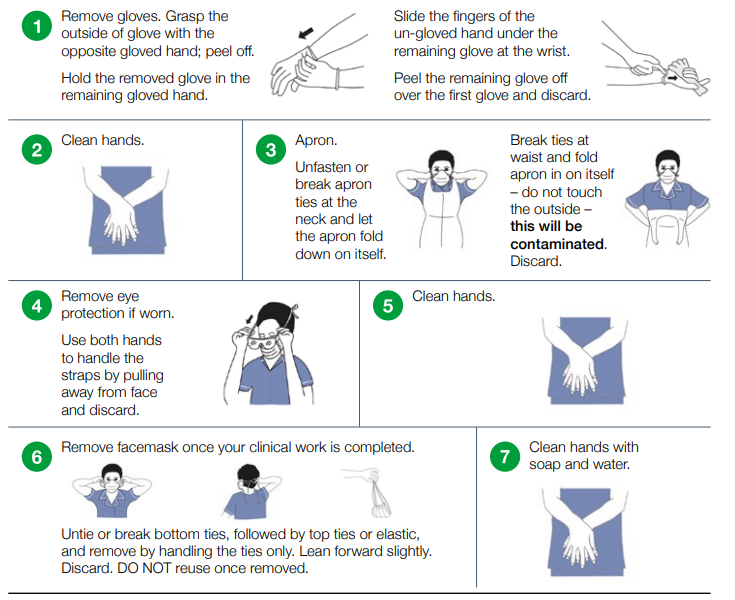 1
Remove gloves. Grasp the
outside of glove with the
opposite gloved hand; peel off.
Hold the removed glove in the
remaining gloved hand.
Slide the fingers of the
un-gloved hand under the
remaining glove at the wrist.
Peel the remaining glove off
over the first glove and discard.
2
Clean hands.
3
Apron.
Unfasten or
break apron
ties at the
neck and let
the apron fold
down on itself.
Break ties at
waist and fold
apron in on itself
– do not touch
the outside –
this will be
contaminated.
Discard.
4
Remove eye
protection if worn.
Use both hands
to handle the
straps by pulling
away from face
and discard.
5
Clean hands.
6
Remove facemask once your clinical work is completed.
Untie or break bottom ties, followed by top ties or elastic,
and remove by handling the ties only. Lean forward slightly.
Discard. DO NOT reuse once removed.
7
Clean hands with
soap and water.